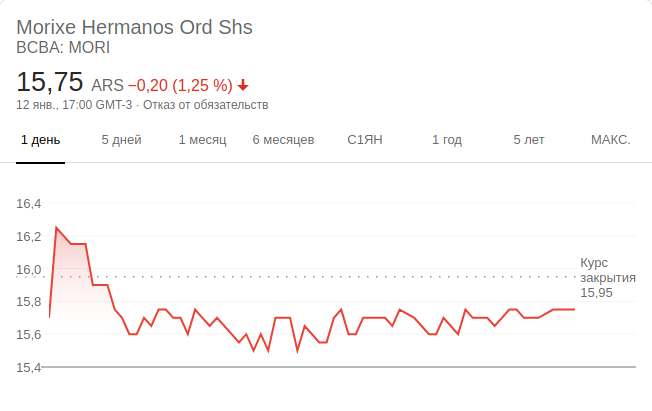 Morixe Hermanos Ord Shs
BCBA: MORI
15,75 ARS −0,20 (1,25 %)
12 янв., 17:00 GMT-3 · Отказ от обязательств
1 день 5 дней 1 месяц 6 месяцев С1ЯН 1 год 5 лет МАКС.
16,4
16,2
16,0
15,8
15,6
15,4
Курс
закрытия
15,95